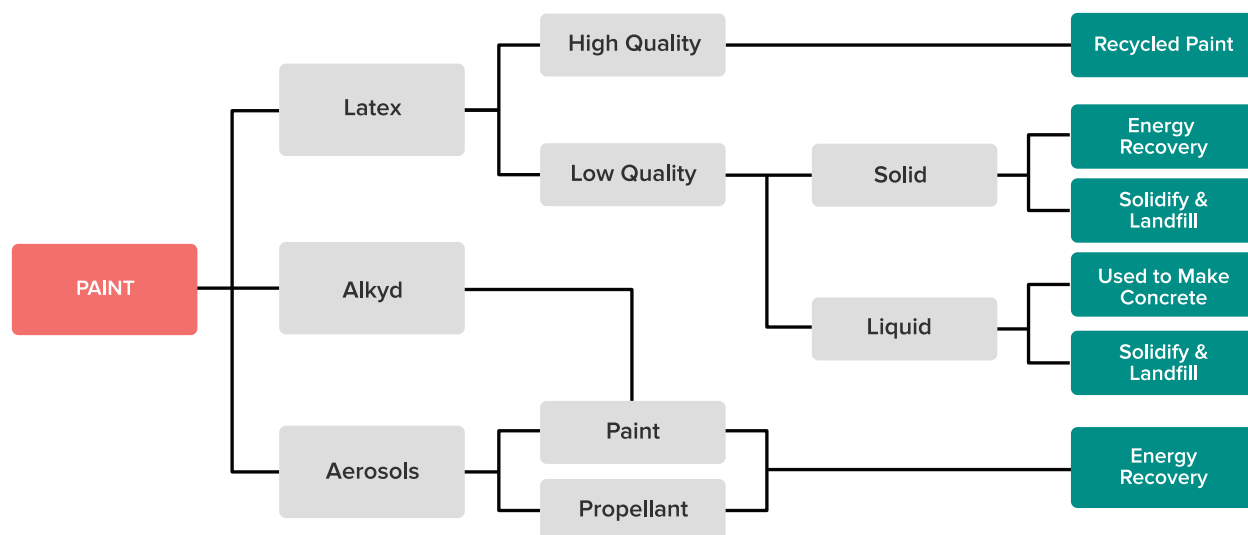 High Quality
Recycled Paint
Latex
Energy
Recovery
Low Quality
Solid
Solidify &
Landfill
PAINT
Alkyd
Used to Make
Concrete
Liquid
Solidify &
Landfill
Paint
Aerosols
Energy
Recovery
Propellant